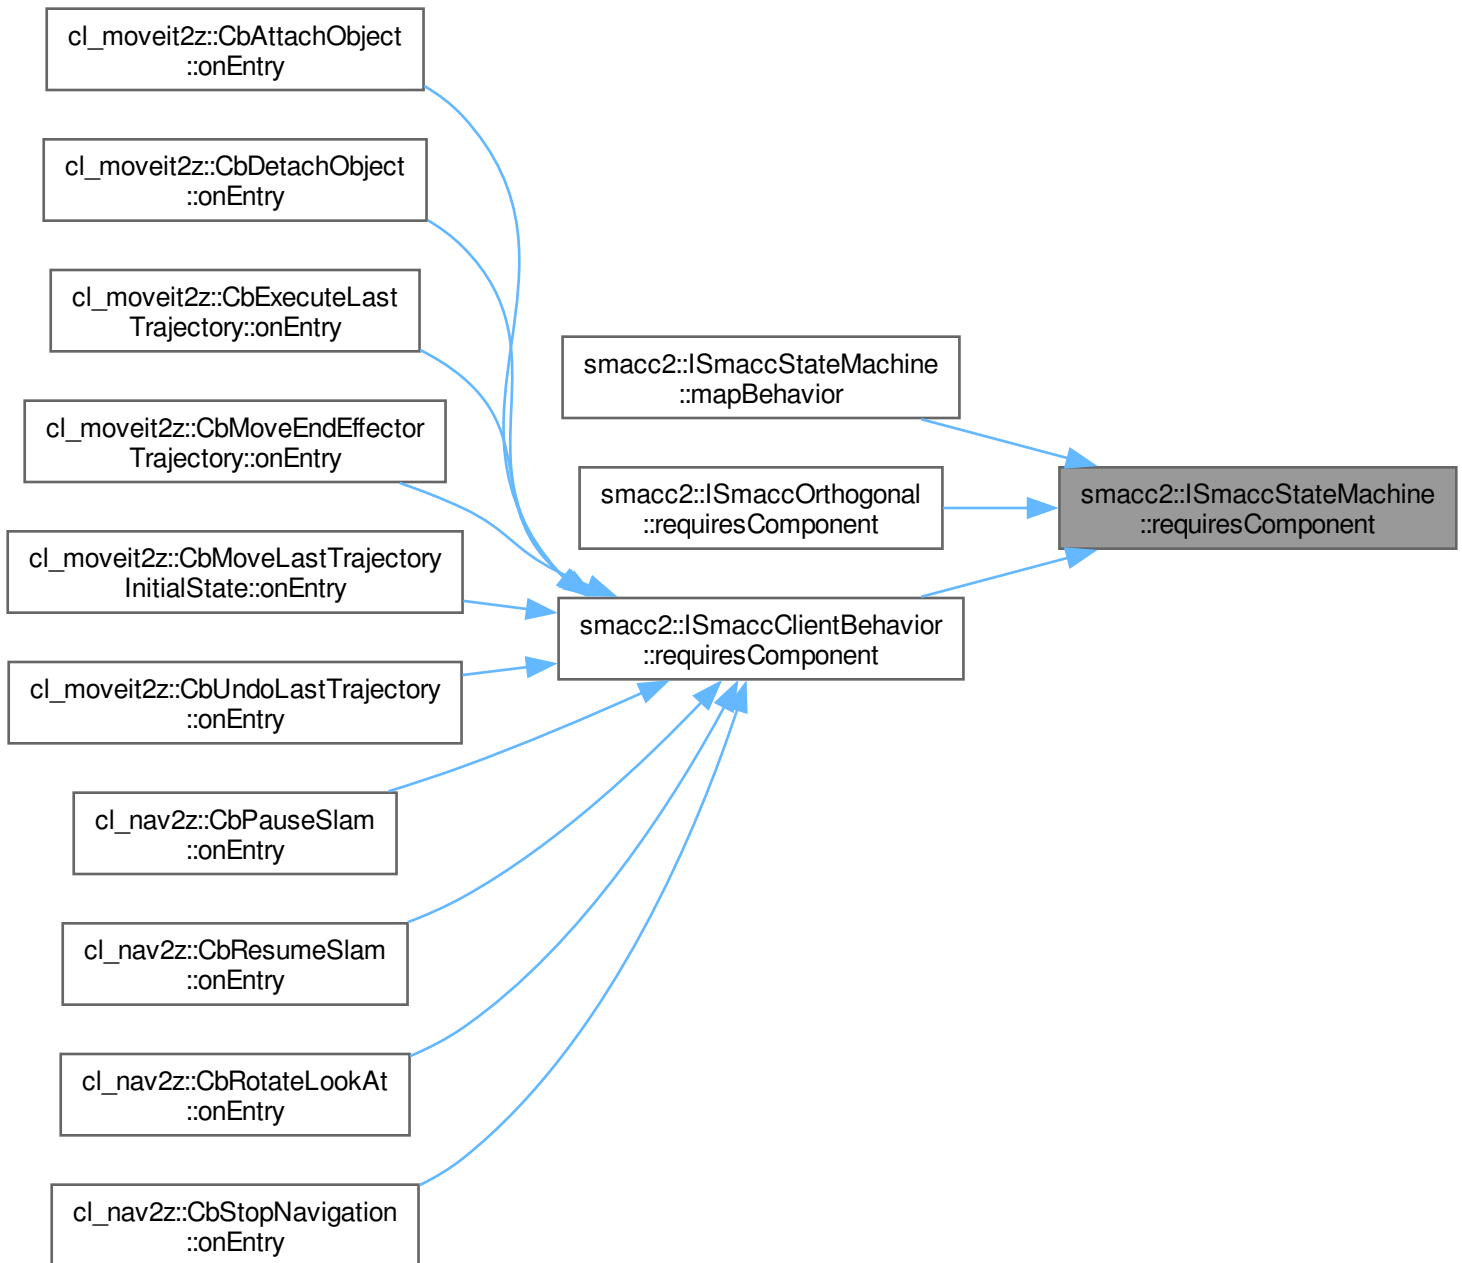 cl_moveit2z::CbAttachObject
::onEntry
cl_moveit2z::CbDetachObject
::onEntry
cl_moveit2z::CbExecuteLast
Trajectory::onEntry
cl_moveit2z::CbMoveEndEffector
Trajectory::onEntry
cl_moveit2z::CbMoveLastTrajectory
InitialState::onEntry
cl_moveit2z::CbUndoLastTrajectory
::onEntry
cl_nav2z::CbPauseSlam
::onEntry
cl_nav2z::CbResumeSlam
::onEntry
cl_nav2z::CbRotateLookAt
::onEntry
cl_nav2z::CbStopNavigation
::onEntry
smacc2::ISmaccStateMachine
::mapBehavior
smacc2::ISmaccOrthogonal
::requiresComponent
smacc2::ISmaccClientBehavior
::requiresComponent
smacc2::ISmaccStateMachine
::requiresComponent